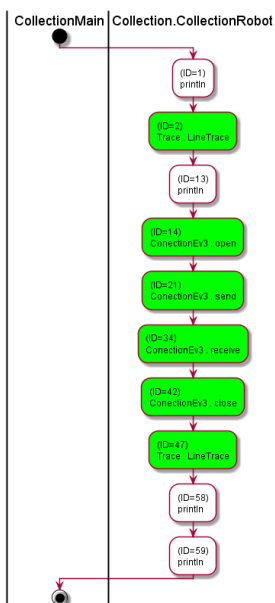 CollectionMain
Collection.CollectionRobot
(ID=1)
println
(ID=2)
Trace . LineTrace
(ID=13)
println
(ID=14)
ConectionEv3 . open
(ID=21)
ConectionEv3 . send
(ID=34)
ConectionEv3 . receive
(ID=42)
ConectionEv3 . close
(ID=47)
Trace . LineTrace
(ID=58)
println
(ID=59)
println